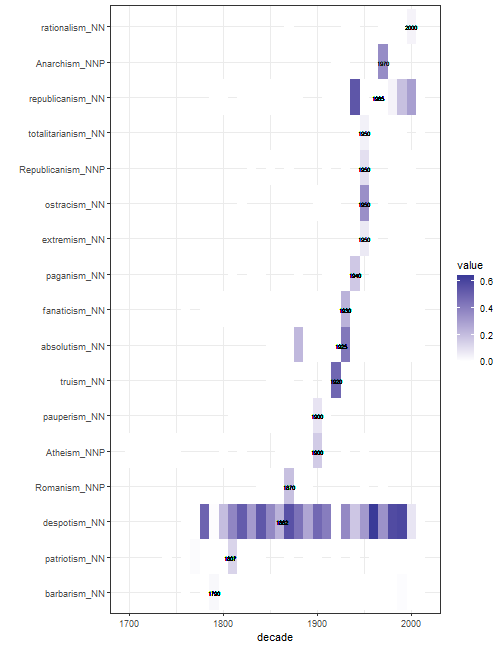 rationalism_NN
2000
Anarchism_NNP
1970
republicanism_NN
1965
totalitarianism_NN
1950
Republicanism_NNP
1950
ostracism_NN
1950
extremism_NN
1950
paganism_NN
1940
fanaticism_NN
1930
absolutism_NN
1925
truism_NN
1920
pauperism_NN
1900
Atheism_NNP
1900
Romanism_NNP
1870
despotism_NN
1862
patriotism_NN
1807
barbarism_NN
1790
1700
1800
1900
2000
decade
value
0.6
0.4
0.2
0.0